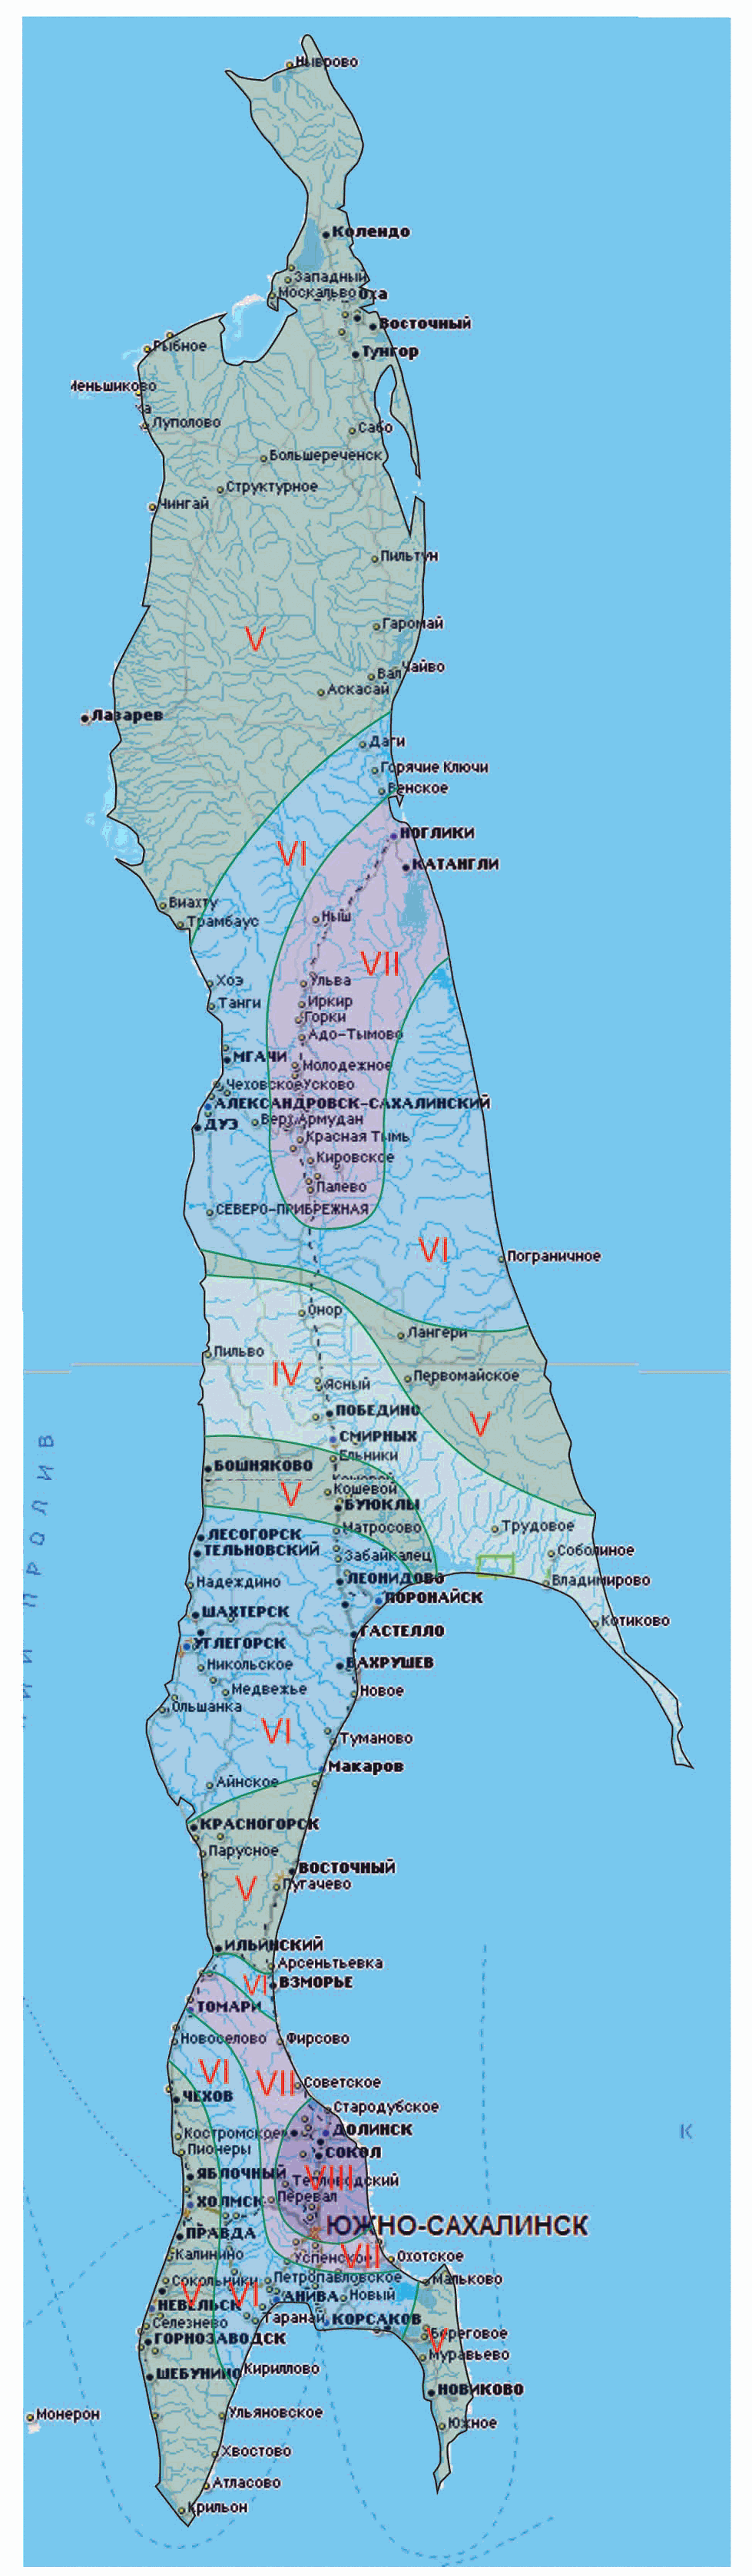 Ныврово
Колендо
Западный
Москальво
Оха
Восточный
Рыбное
Тунгор
Меньшиково
ка
Луполово
Сабо
Большереченск
Структурное
Чингай
Пильтун
Гаромай
V
Чайво
Вал
Аскасай
Лазарев
Даги
Горячие Ключи
Венское
НОГЛИКИ
VI
КАТАНГЛИ
Виахту
Ныш
Трамбаус
VII
Хоэ
Ульва
Танги
Иркир
Горки
Адо-Тымово
МГАЧИ
Молодежное
Чеховское
Усково
АЛЕКСАНДРОВСК-САХАЛИНСКИЙ
ДУЭ
Верх.Армудан
Красная Тымь
Кировское
Палево
СЕВЕРО-ПРИБРЕЖНАЯ
VI
Пограничное
Онор
Лангери
Пильво
IV
Первомайское
Ясный
ПОБЕДИНО
V
СМИРНЫХ
Ельники
БОШНЯКОВО
Кошевой
V
БУЮКЛЫ
Матросово
Трудовое
ЛЕСОГОРСК
ТЕЛЬНОВСКИЙ
Забайкалец
Соболиное
Надеждино
ЛЕОНИДОВО
Владимирово
ПОРОНАЙСК
ШАХТЕРСК
Котиково
ГАСТЕЛЛО
УГЛЕГОРСК
Никольское
ВАХРУШЕВ
Медвежье
Новое
Ольшанка
VI
Туманово
Макаров
Айнское
КРАСНОГОРСК
Парусное
ВОСТОЧНЫЙ
V
Пугачево
ИЛЬИНСКИЙ
Арсентьевка
VI
ВЗМОРЬЕ
ТОМАРИ
Новоселово
Фирсово
VI
VII
Советское
ЧЕХОВ
Стародубское
Костромское
ДОЛИНСК
Пионеры
СОКОЛ
ЯБЛОЧНЫЙ
VIII
Тепловодский
Перевал
ХОЛМСК
ЮЖНО-САХАЛИНСК
ПРАВДА
Калинино
Успенское
VII
Охотское
Сокольники
Петропавловское
Мальково
V
VI
АНИВА
Новый
НЕВЕЛЬСК
Таранай
КОРСАКОВ
Селезнево
Береговое
ГОРНОЗАВОДСК
V
Муравьево
ШЕБУНИНО
Кириллово
НОВИКОВО
Монерон
Ульяновское
Южное
Хвостово
Атласово
Крильон
ПРОЛИВ
К